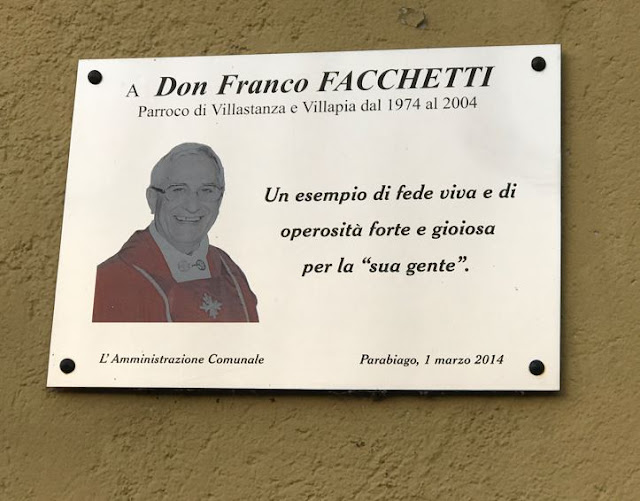 A Don Franco FACCHETTI
Parroco di Villastanza e Villapia dal 1974 al 2004
Un esempio di fede viva e di
operosità forte e gioiosa
per la “sua gente”.
L' Amministrazione Comunale
Parabiago, 1 marzo 2014